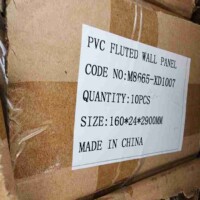 PVC FLUTED WALL PANEL
CODE NO:M8665-XD1007
QUANTITY:10PCS
SIZE:160*24*2900MM
MADE IN CHINA